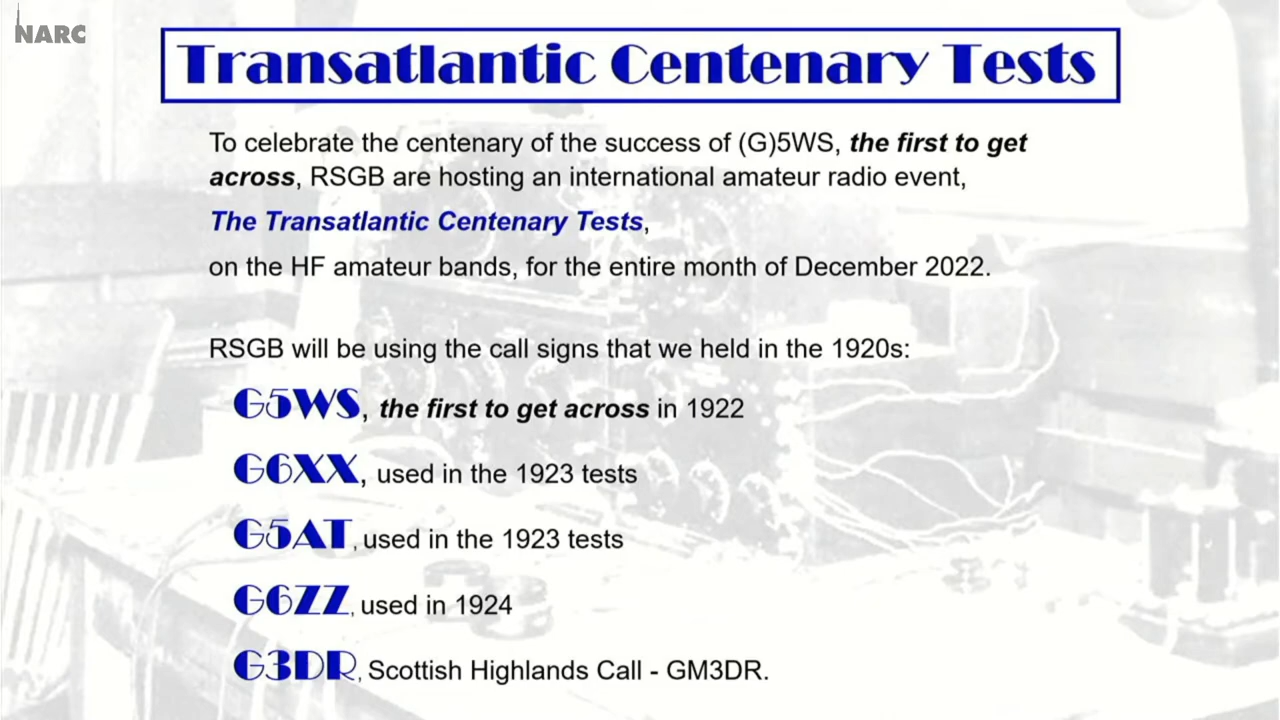 NARC
Transatlantic Centenary Tests
To celebrate the centenary of the success of (G)5WS, the first to get
across, RSGB are hosting an international amateur radio event,
The Transatlantic Centenary Tests,
on the HF amateur bands, for the entire month of December 2022.
RSGB will be using the call signs that we held in the 1920s:
G5WS, the first to get across in 1922
G6XX, used in the 1923 tests
G5AT, used in the 1923 tests
G6ZZ, used in 1924
G3DR, Scottish Highlands Call - GM3DR.